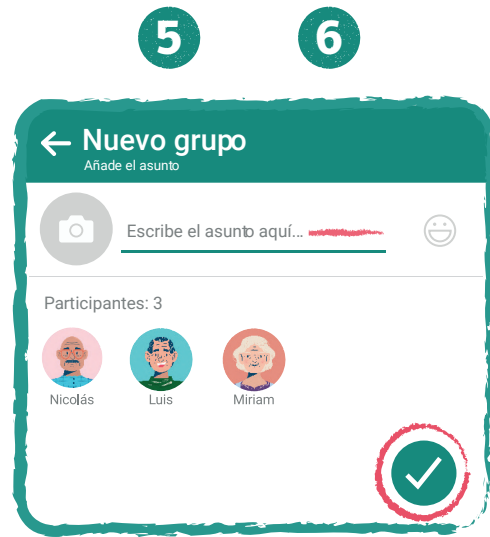 5 6
Nuevo grupo
Añade el asunto
Escribe el asunto aquí...
Participantes: 3
Nicolás Luis Miriam